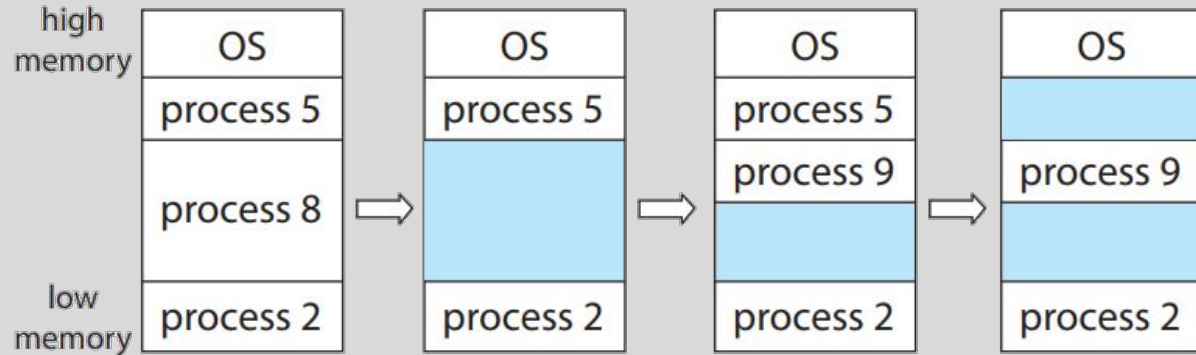 high
memory
OS
process 5
process 8
process 2
low
memory
OS
process 5
process 2
OS
process 5
process 9
process 2
OS
process 9
process 2